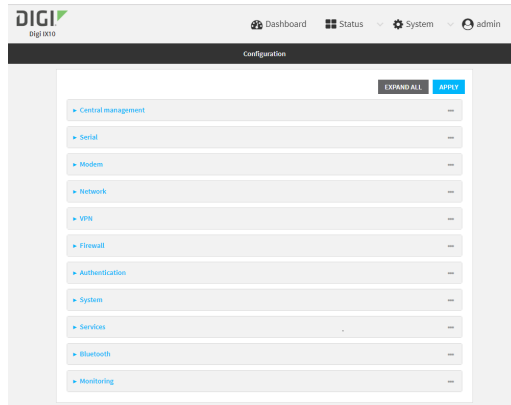 DIGI
Digi IX10
Dashboard Status System admin
Configuration
EXPAND ALL APPLY
Central management
Serial
Modem
Network
VPN
Firewall
Authentication
System
Services
Bluetooth
Monitoring